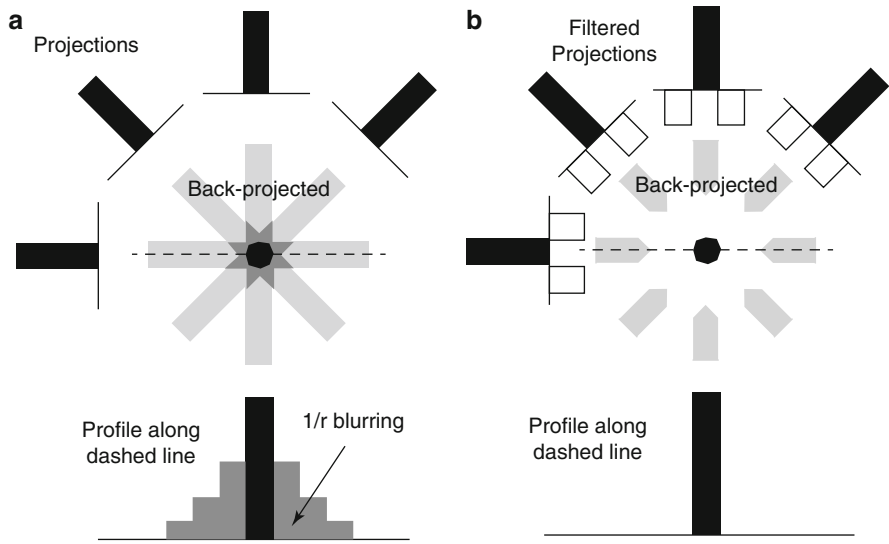 a
Projections
Back-projected
Profile along
dashed line
1/r blurring
b
Filtered
Projections
Back-projected
Profile along
dashed line